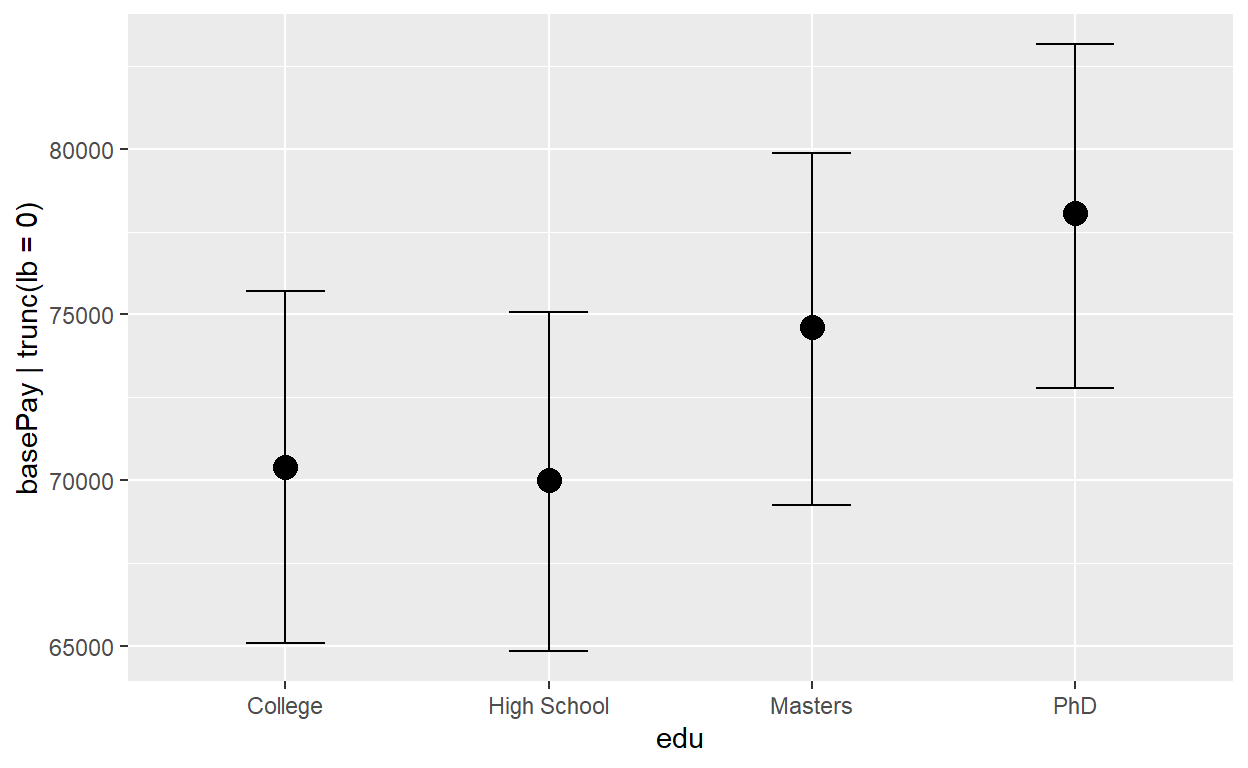 basePay | trunc(lb = 0)
80000
75000
70000
65000
College High School Masters PhD
edu